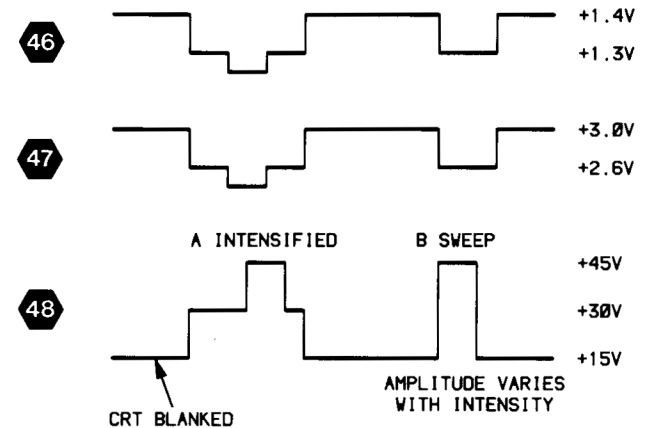 46
+1.4V
+1.3V
47
+3.0V
+2.6V
A INTENSIFIED
B SWEEP
48
+45V
+30V
+15V
CRT BLANKED
AMPLITUDE VARIES
WITH INTENSITY